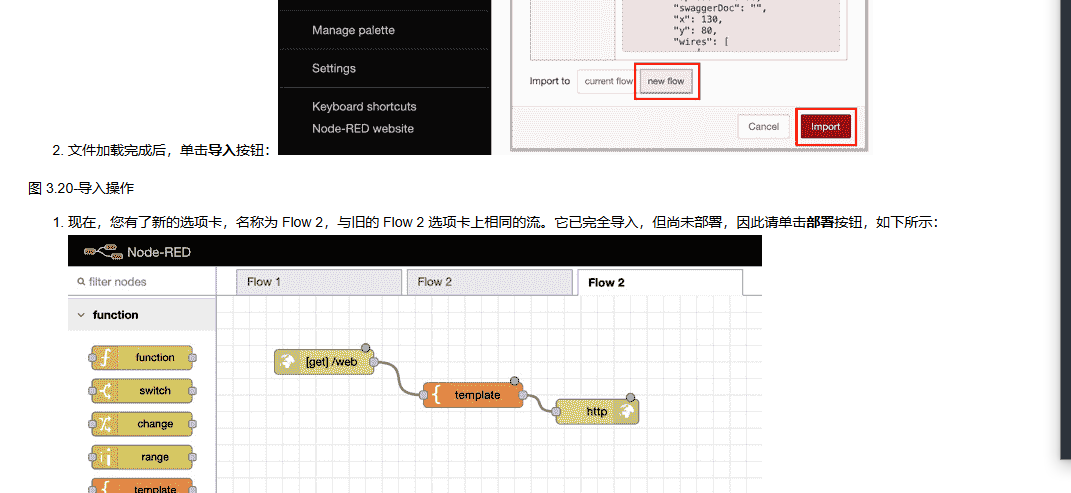 "swaggerDoc": "",
"x": 130,
"y": 80,
"wires": [
Manage palette
Settings
Keyboard shortcuts
Node-RED website
Import to
current flow
new flow
Cancel
Import
2. 文件加载完成后，单击导入按钮：
图 3.20-导入操作
1. 现在，您有了新的选项卡，名称为 Flow 2，与旧的 Flow 2 选项卡上相同的流。它已完全导入，但尚未部署，因此请单击部署按钮，如下所示：
Node-RED
filter nodes
Flow 1
Flow 2
Flow 2
function
function
switch
change
range
template
[get] /web
template
http